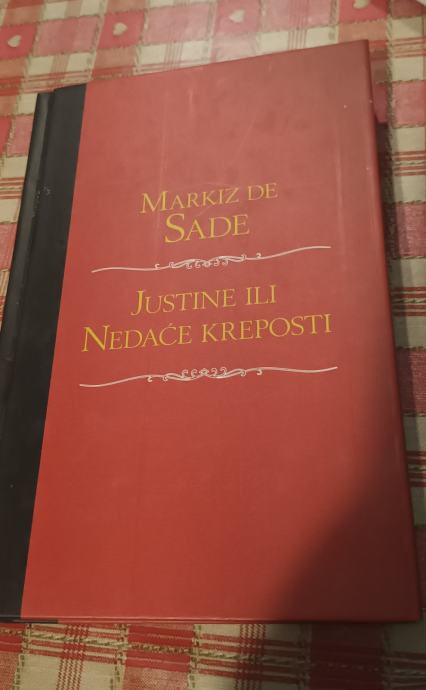 MARKIZ DE
SADE
JUSTINE ILI
NEDAĆE KREPOSTI